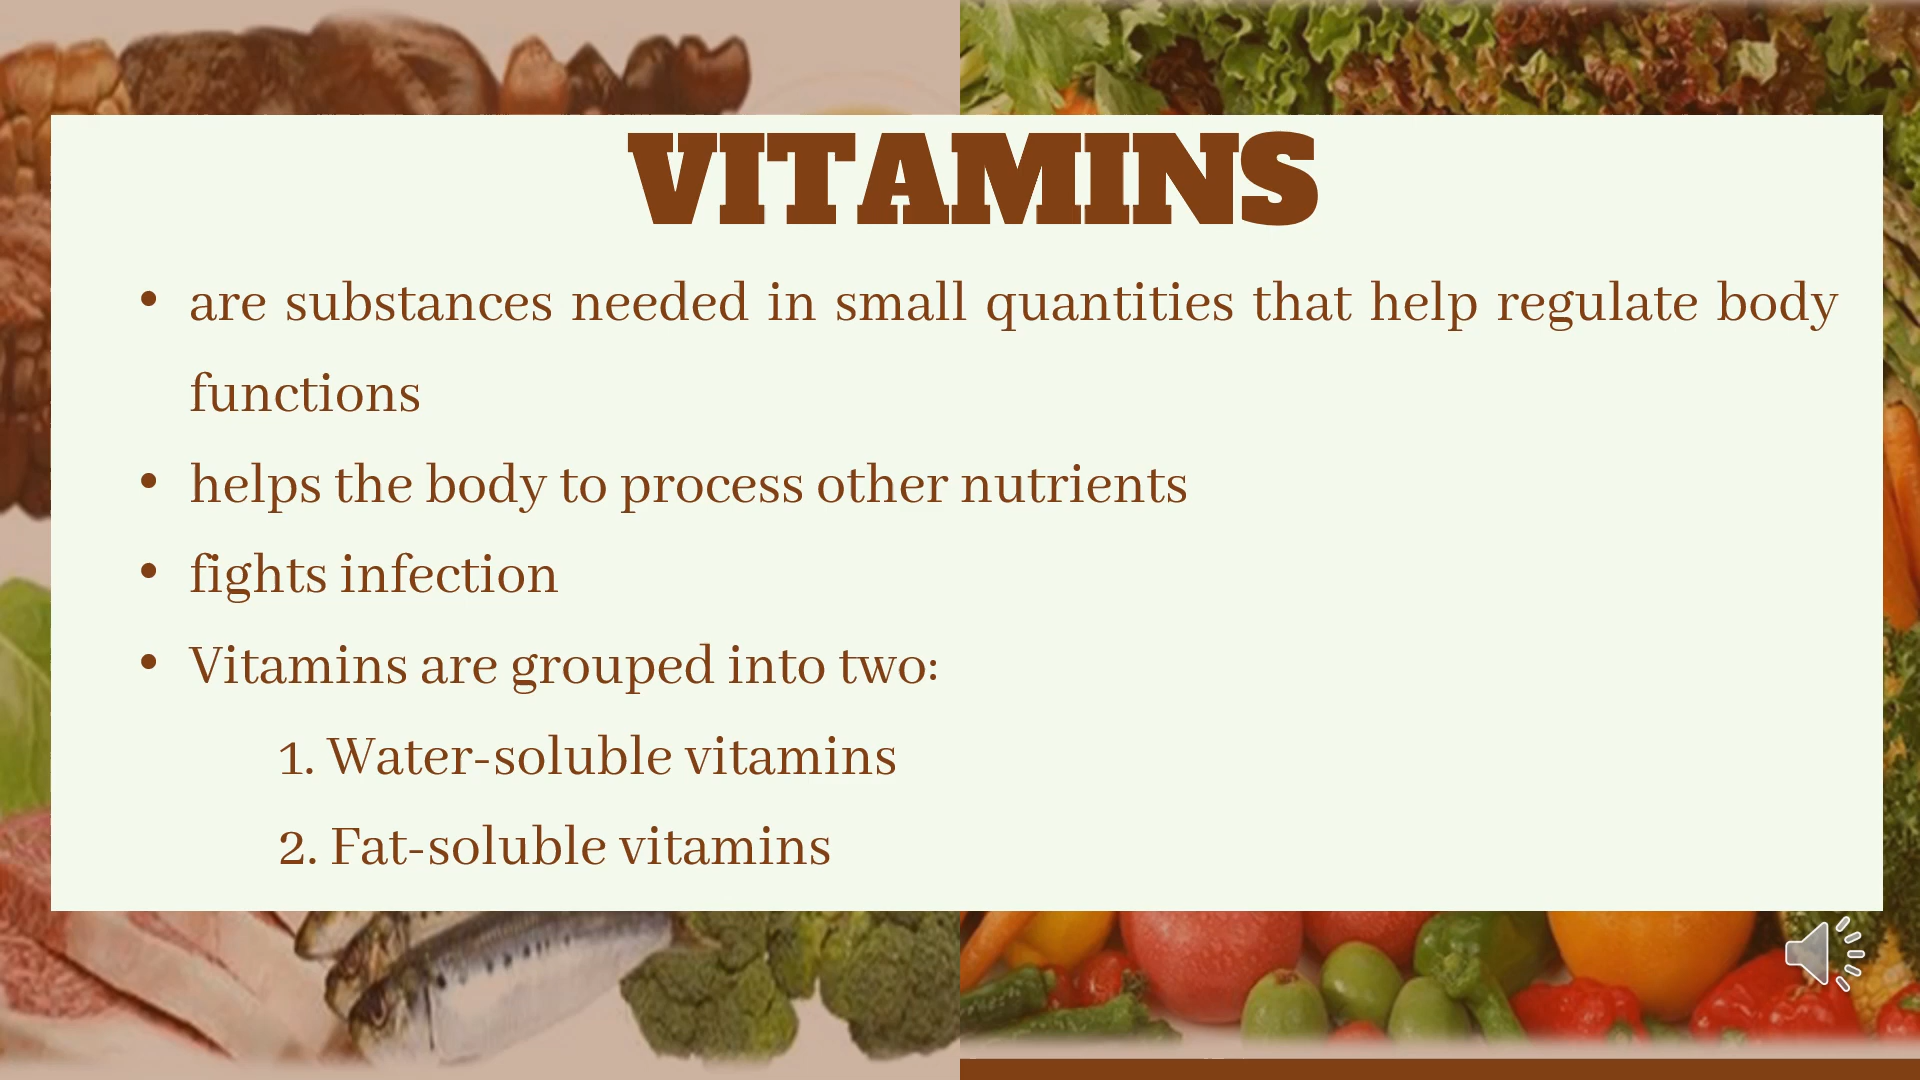 VITAMINS
• are substances needed in small quantities that help regulate body
functions
• helps the body to process other nutrients
• fights infection
• Vitamins are grouped into two:
1. Water-soluble vitamins
2. Fat-soluble vitamins